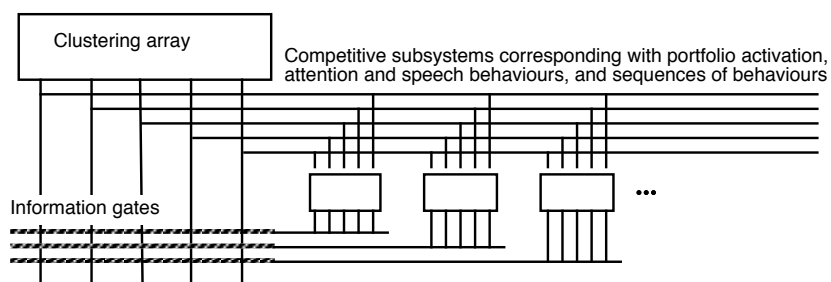 Clustering array
Competitive subsystems corresponding with portfolio activation,
attention and speech behaviours, and sequences of behaviours
Information gates
...